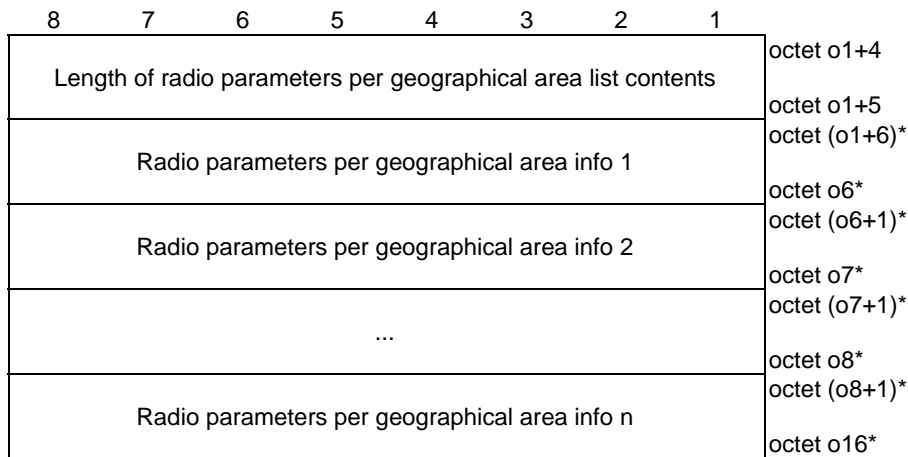 8 7 6 5 4 3 2 1
octet o1+4
Length of radio parameters per geographical area list contents
octet o1+5
octet (o1+6)*
Radio parameters per geographical area info 1
octet o6*
octet (o6+1)*
Radio parameters per geographical area info 2
octet o7*
octet (o7+1)*
...
octet o8*
octet (o8+1)*
Radio parameters per geographical area info n
octet o16*